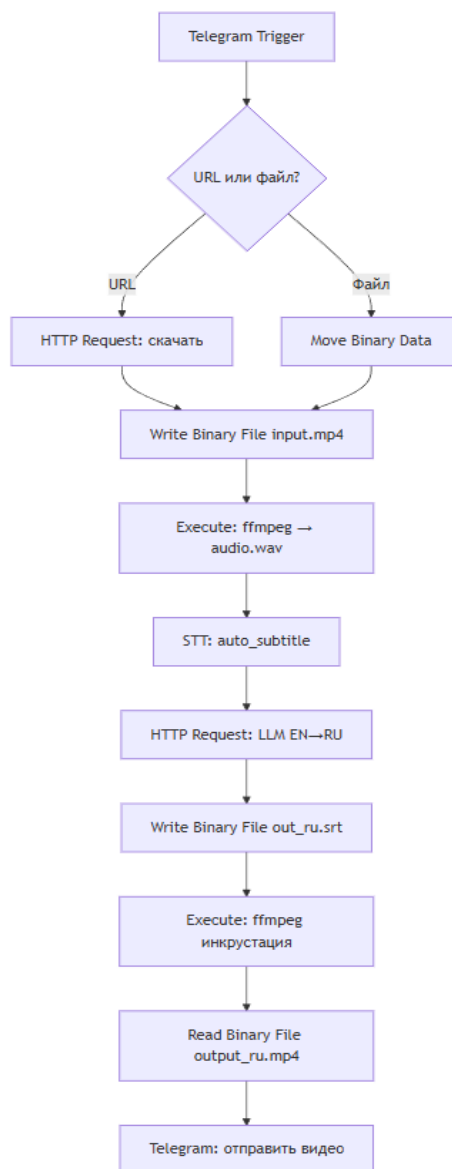 Telegram Trigger
URL или файл?
URL
Файл
HTTP Request: скачать
Move Binary Data
Write Binary File input.mp4
Execute: ffmpeg →
audio.wav
STT: auto_subtitle
HTTP Request: LLM EN→RU
Write Binary File out_ru.srt
Execute: ffmpeg
инкрустация
Read Binary File
output_ru.mp4
Telegram: отправить видео